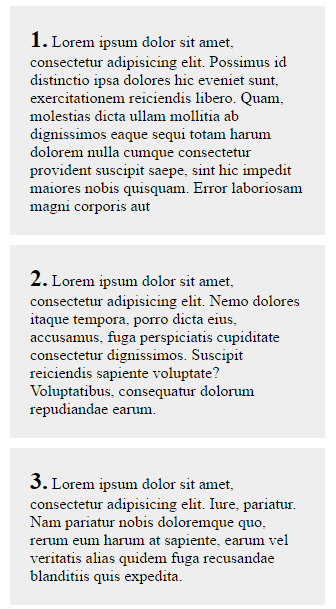 1. Lorem ipsum dolor sit amet,
consectetur adipisicing elit. Possimus id
distinctio ipsa dolores hic eveniet sunt,
exercitationem reiciendis libero. Quam,
molestias dicta ullam mollitia ab
dignissimos eaque sequi totam harum
dolorem nulla cumque consectetur
provident suscipit saepe, sint hic impedit
maiores nobis quisquam. Error laboriosam
magni corporis aut
2. Lorem ipsum dolor sit amet,
consectetur adipisicing elit. Nemo dolores
itaque tempora, porro dicta eius,
accusamus, fuga perspiciatis cupiditate
consectetur dignissimos. Suscipit
reiciendis sapiente voluptate?
Voluptatibus, consequatur dolorum
repudiandae earum.
3. Lorem ipsum dolor sit amet,
consectetur adipisicing elit. Iure, pariatur.
Nam pariatur nobis doloremque quo,
rerum eum harum at sapiente, earum vel
veritatis alias quidem fuga recusandae
blanditiis quis expedita.